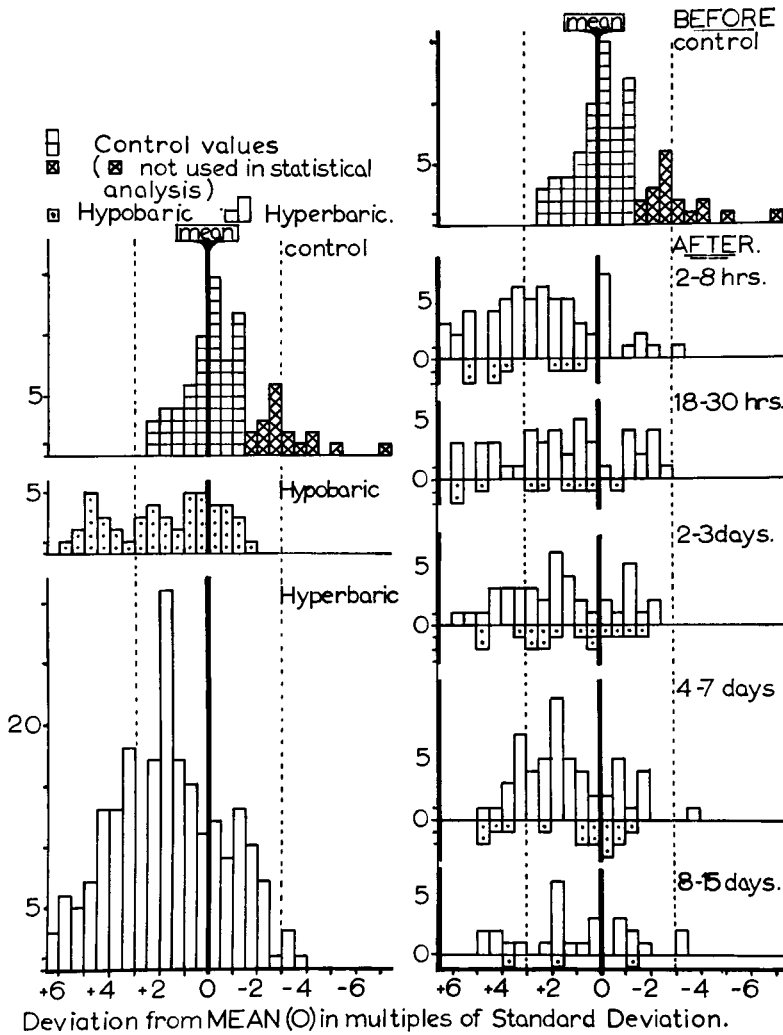 mean
BEFORE
control
5
Control values
( not used in statistical
analysis)
Hypobaric
Hyperbaric.
mean
control
5
AFTER.
2-8 hrs.
5
0
18-30 hrs.
5
0
5
Hypobaric
2-3days.
5
0
Hyperbaric
20
5
4-7 days
5
0
8-15 days.
0
+6 +4 +2 0 -2 -4 -6
+6 +4 +2 0 -2 -4 -6
Deviation from MEAN (0) in multiples of Standard Deviation.